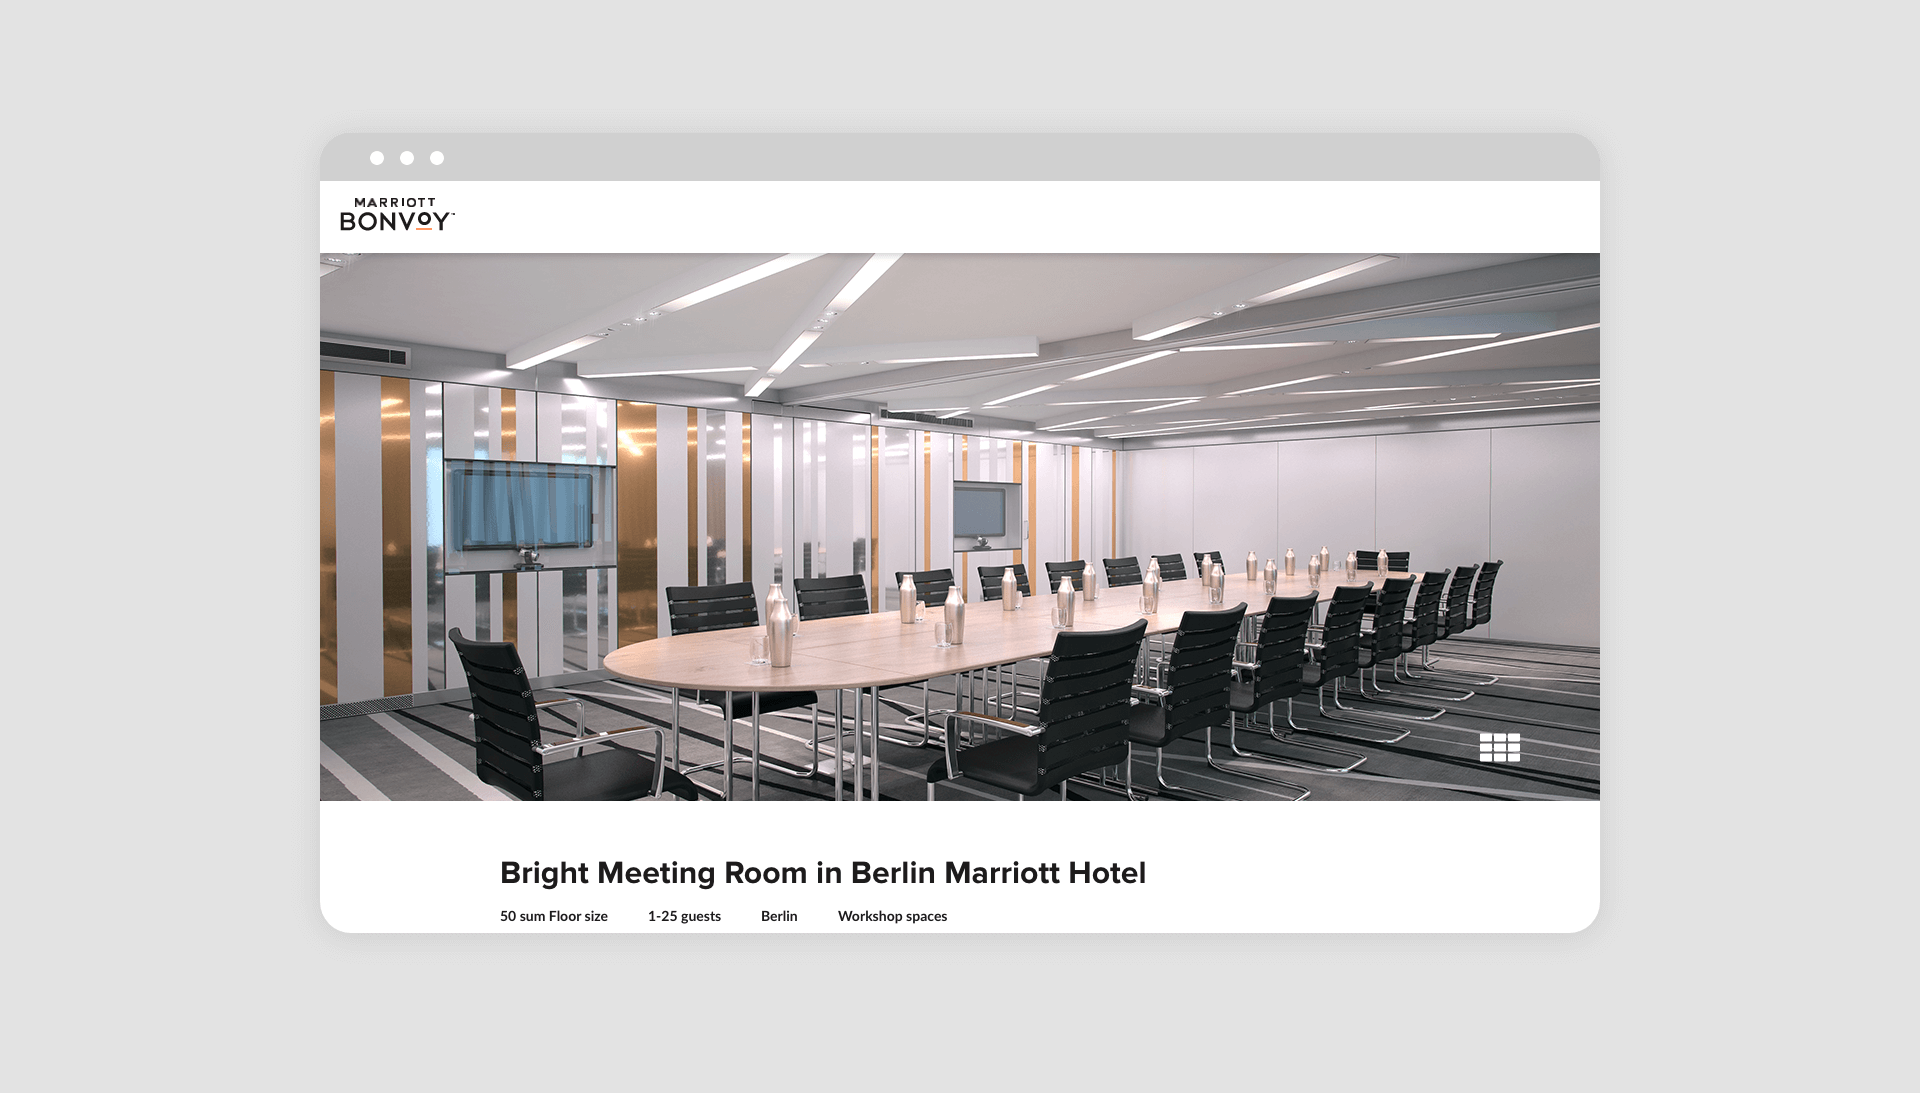 MARRIOTT
BONVOY™
Bright Meeting Room in Berlin Marriott Hotel
50 sum Floor size 1-25 guests Berlin Workshop spaces